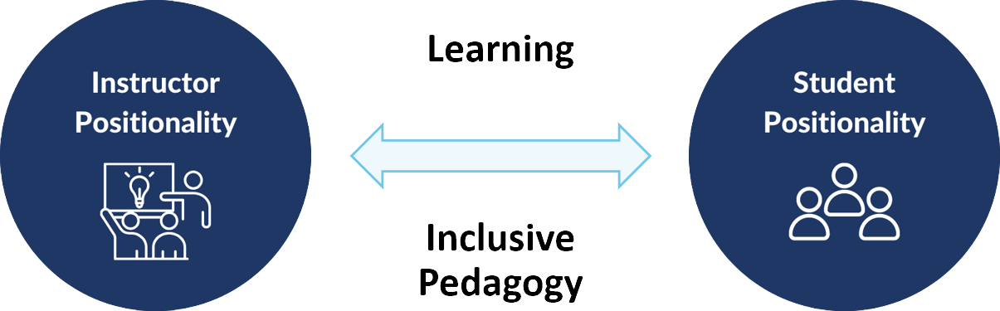 Instructor
Positionality
Learning
Inclusive
Pedagogy
Student
Positionality